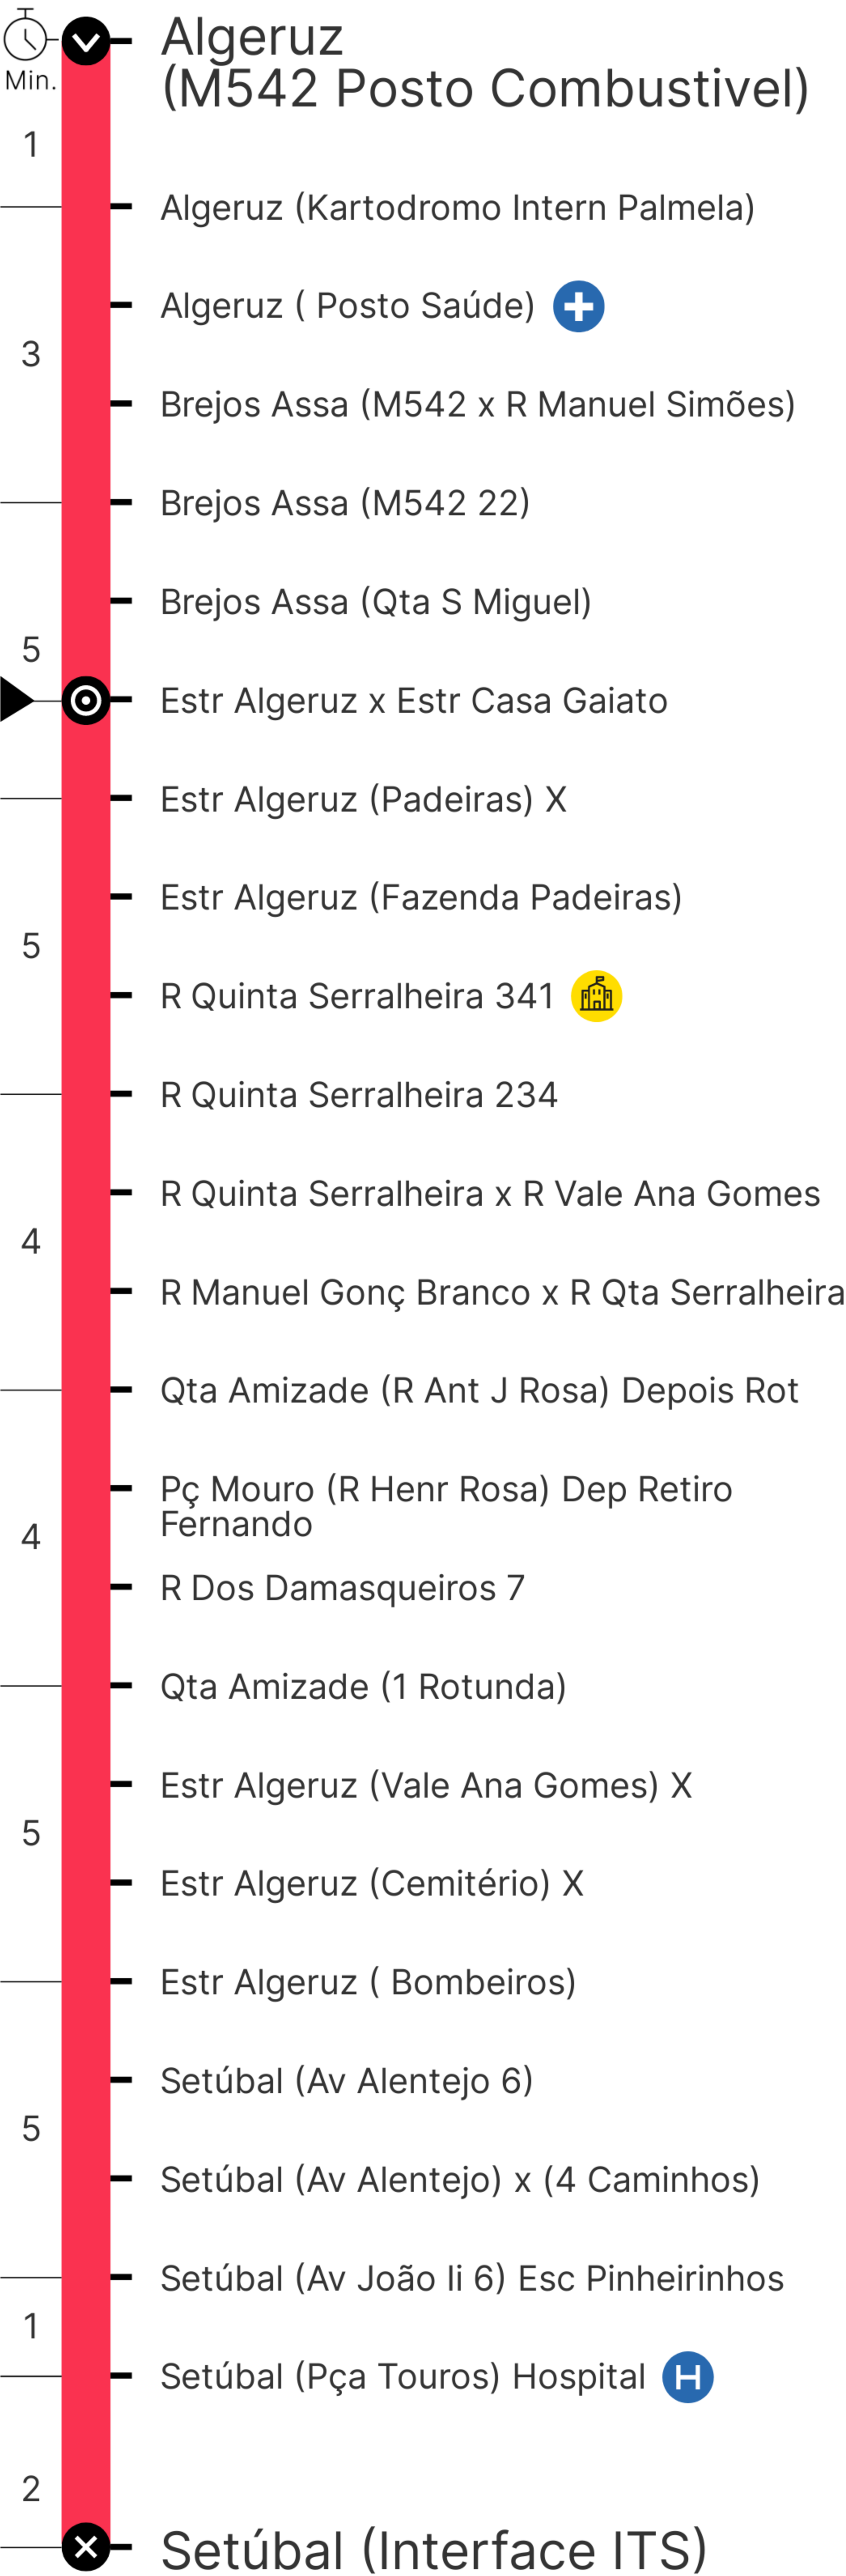 Algeruz
(M542 Posto Combustivel)
Min.
1
Algeruz (Kartodromo Intern Palmela)
Algeruz ( Posto Saúde)
3
Brejos Assa (M542 x R Manuel Simões)
Brejos Assa (M542 22)
Brejos Assa (Qta S Miguel)
5
Estr Algeruz x Estr Casa Gaiato
Estr Algeruz (Padeiras) X
Estr Algeruz (Fazenda Padeiras)
5
R Quinta Serralheira 341
R Quinta Serralheira 234
R Quinta Serralheira x R Vale Ana Gomes
4
R Manuel Gonç Branco x R Qta Serralheira
Qta Amizade (R Ant J Rosa) Depois Rot
Pç Mouro (R Henr Rosa) Dep Retiro
Fernando
4
R Dos Damasqueiros 7
Qta Amizade (1 Rotunda)
Estr Algeruz (Vale Ana Gomes) X
5
Estr Algeruz (Cemitério) X
Estr Algeruz ( Bombeiros)
Setúbal (Av Alentejo 6)
5
Setúbal (Av Alentejo) x (4 Caminhos)
Setúbal (Av João Ii 6) Esc Pinheirinhos
1
Setúbal (Pça Touros) Hospital H
2
Setúbal (Interface ITS)